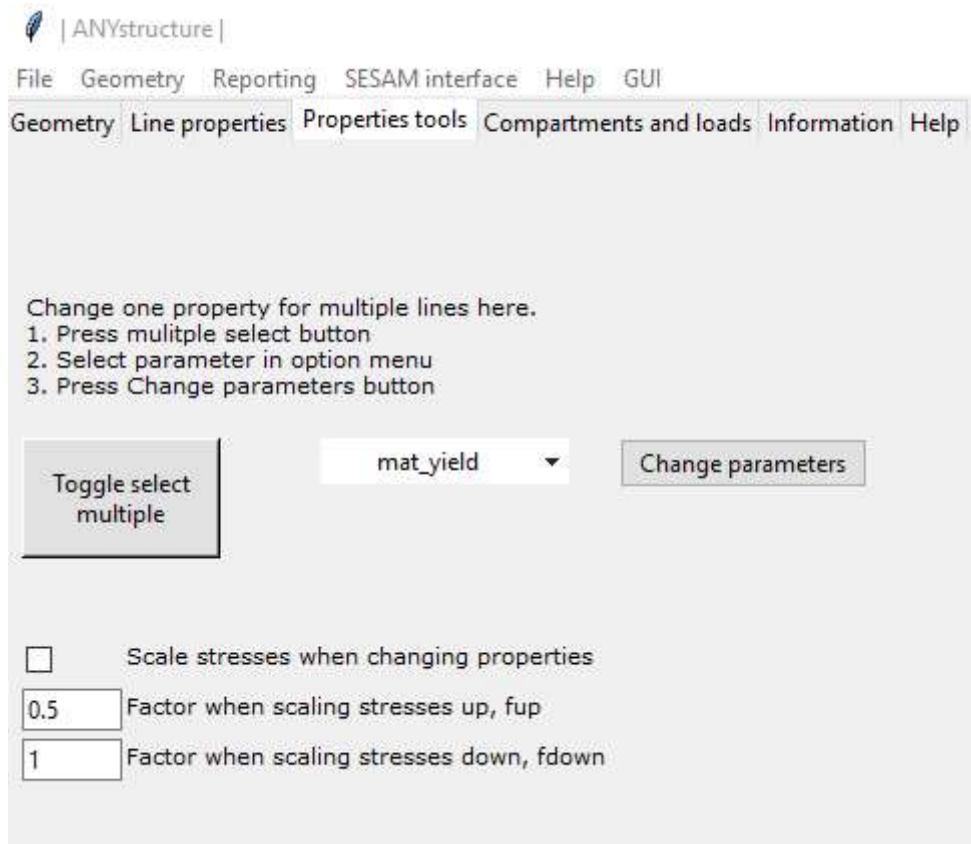 | ANYstructure |
File Geometry Reporting SESAM interface Help GUI
Geometry Line properties Properties tools Compartments and loads Information Help
Change one property for multiple lines here.
1. Press mulitple select button
2. Select parameter in option menu
3. Press Change parameters button
Toggle select
multiple
mat_yield
Change parameters
Scale stresses when changing properties
0.5 Factor when scaling stresses up, fup
1 Factor when scaling stresses down, fdown